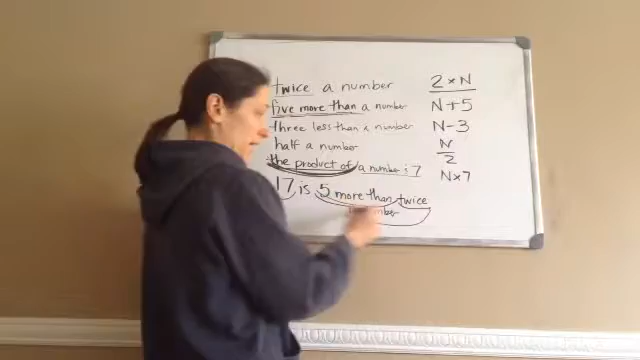 twice a number 2 × N
five more than a number N + 5
three less than a number N - 3
half a number N/2
the product of a number : 7 N × 7
17 is 5 more than twice